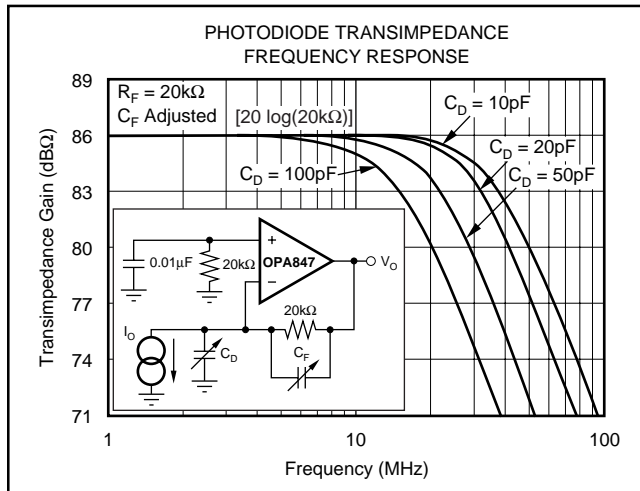 PHOTODIODE TRANSIMPEDANCE
FREQUENCY RESPONSE
89
86
83
80
77
74
71
Transimpedance Gain (dBΩ)
R_F = 20kΩ
C_F Adjusted
[20 log(20kΩ)]
C_D = 10pF
C_D = 20pF
C_D = 50pF
C_D = 100pF
0.01µF
20kΩ
+
OPA847
−
V_O
20kΩ
I_O
C_D
C_F
1
10
100
Frequency (MHz)